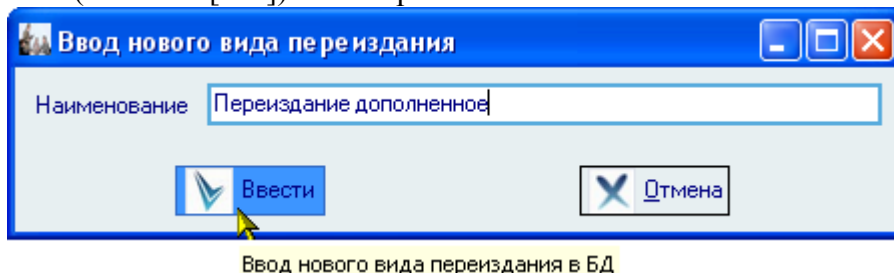 Ввод нового вида переиздания
Наименование Переиздание дополненное
Ввести Отмена
Ввод нового вида переиздания в БД